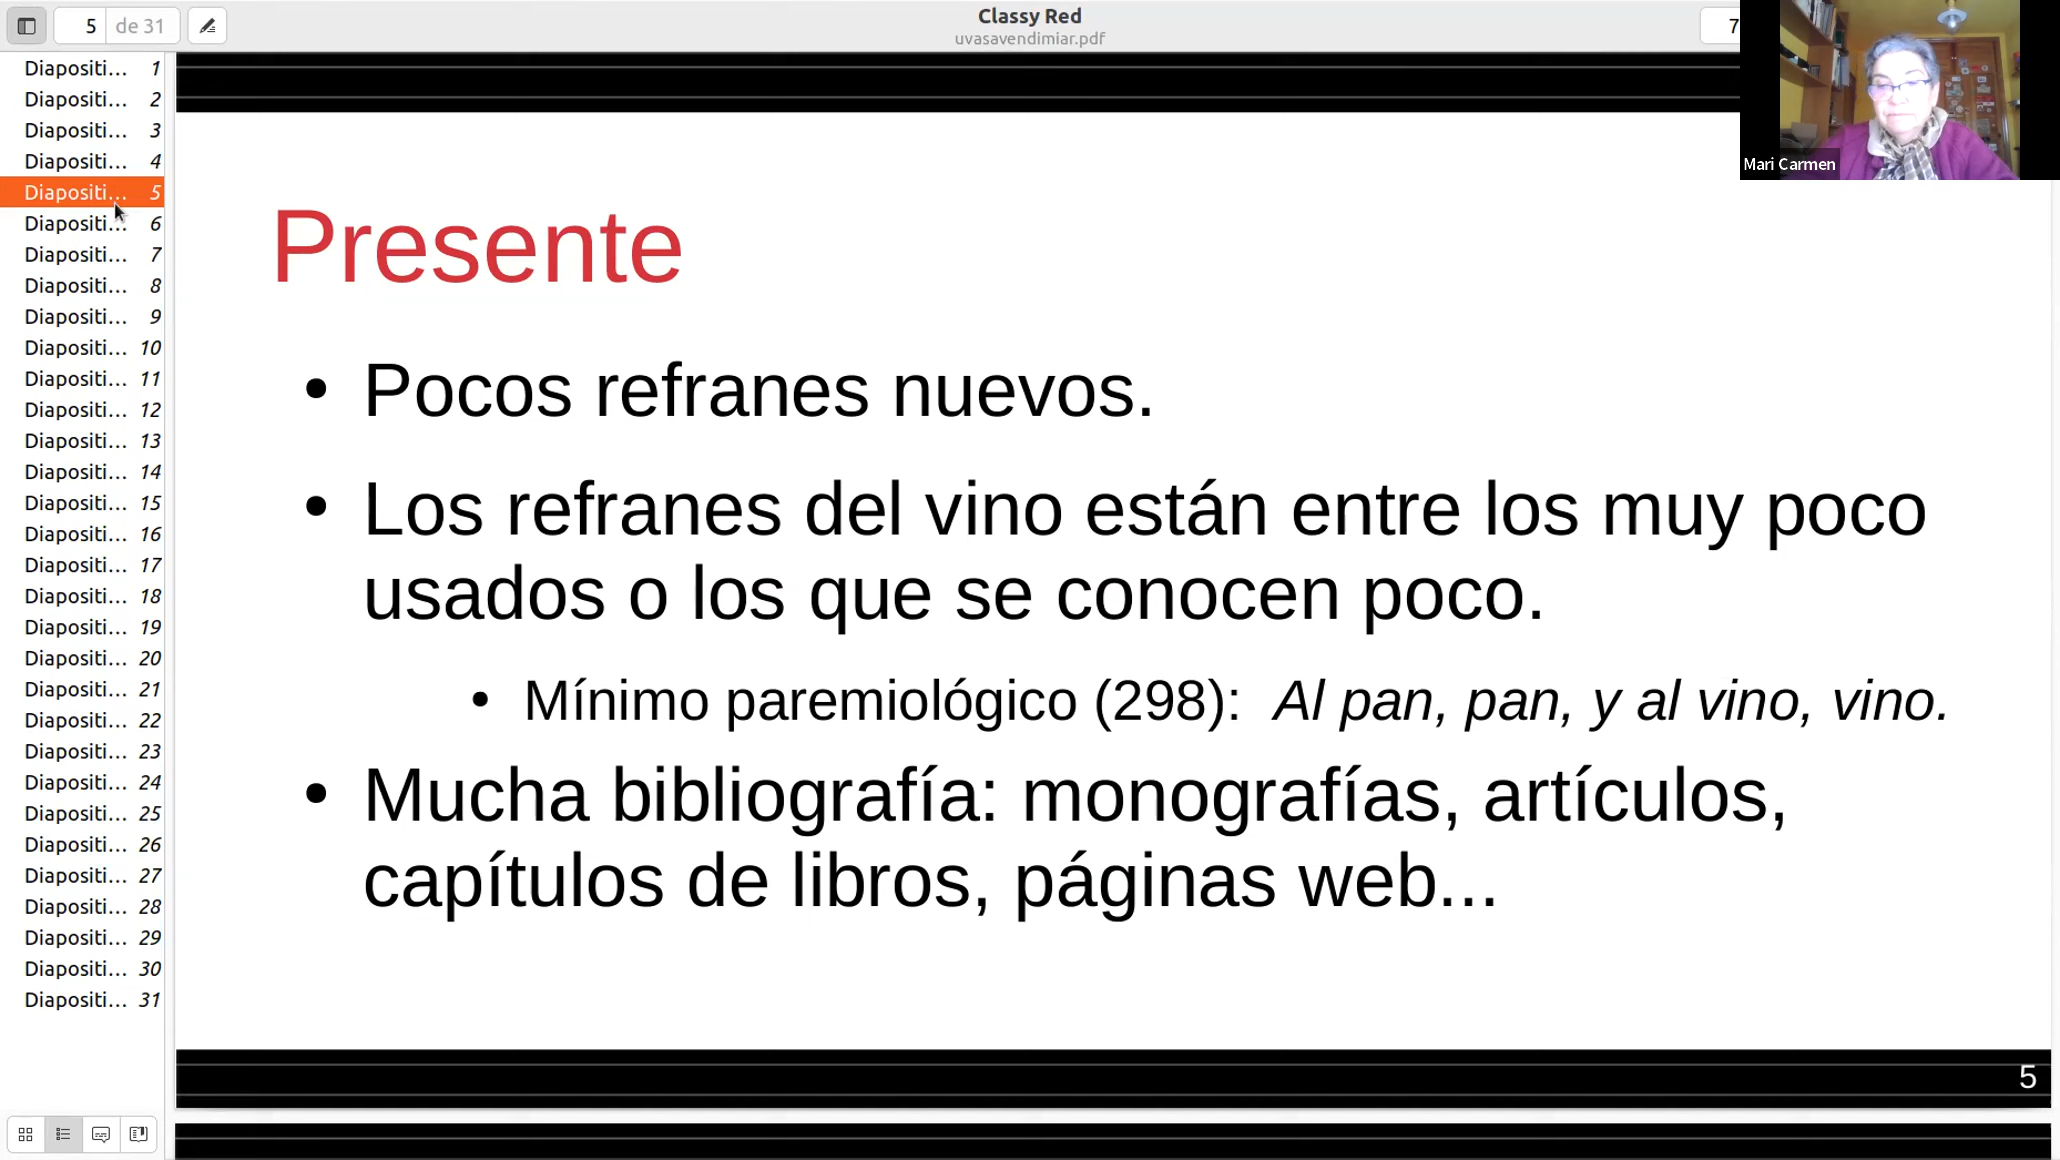 5 de 31
Classy Red
uvasavendimiar.pdf
7
Mari Carmen
Diapositi... 1
Diapositi... 2
Diapositi... 3
Diapositi... 4
Diapositi... 5
Diapositi... 6
Diapositi... 7
Diapositi... 8
Diapositi... 9
Diapositi... 10
Diapositi... 11
Diapositi... 12
Diapositi... 13
Diapositi... 14
Diapositi... 15
Diapositi... 16
Diapositi... 17
Diapositi... 18
Diapositi... 19
Diapositi... 20
Diapositi... 21
Diapositi... 22
Diapositi... 23
Diapositi... 24
Diapositi... 25
Diapositi... 26
Diapositi... 27
Diapositi... 28
Diapositi... 29
Diapositi... 30
Diapositi... 31
Presente
• Pocos refranes nuevos.
• Los refranes del vino están entre los muy poco
usados o los que se conocen poco.
• Mínimo paremiológico (298): Al pan, pan, y al vino, vino.
• Mucha bibliografía: monografías, artículos,
capítulos de libros, páginas web...
5